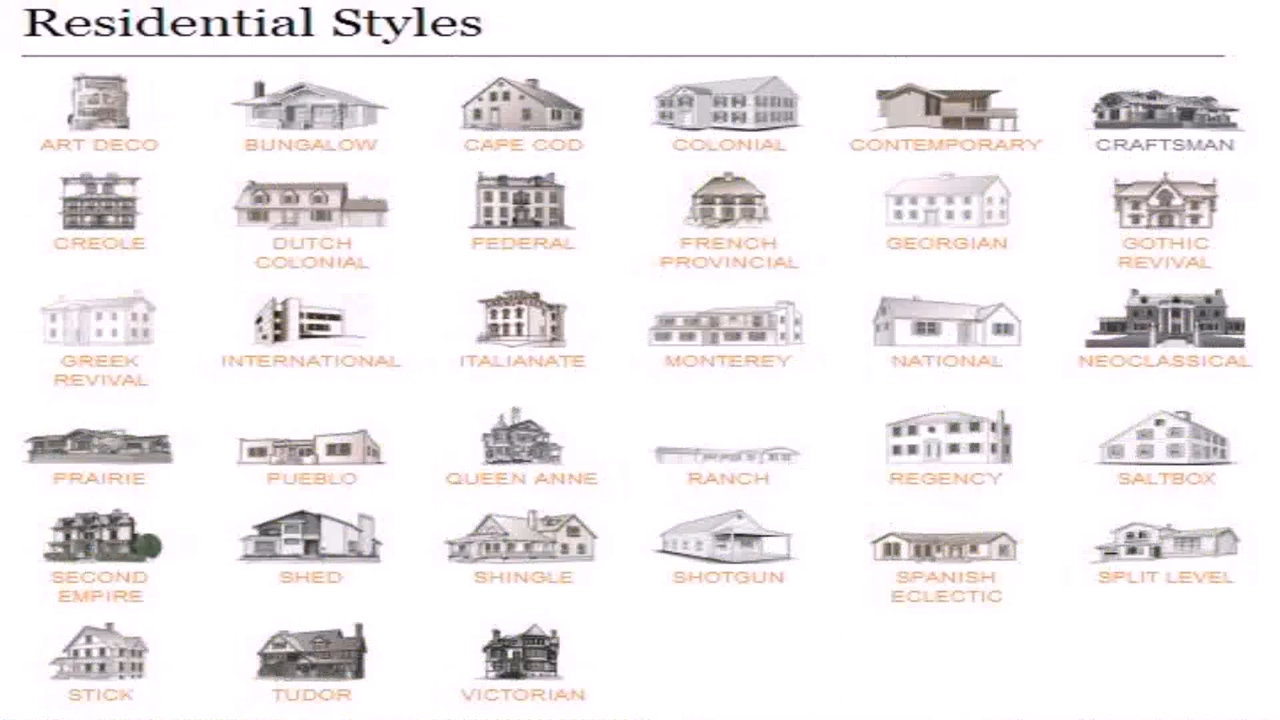 Residential Styles
ART DECO
BUNGALOW
CAPE COD
COLONIAL
CONTEMPORARY
CRAFTSMAN
CREOLE
DUTCH
COLONIAL
FEDERAL
FRENCH
PROVINCIAL
GEORGIAN
GOTHIC
REVIVAL
GREEK
REVIVAL
INTERNATIONAL
ITALIANATE
MONTEREY
NATIONAL
NEOCLASSICAL
PRAIRIE
PUEBLO
QUEEN ANNE
RANCH
REGENCY
SALTBOX
SECOND
EMPIRE
SHED
SHINGLE
SHOTGUN
SPANISH
ECLECTIC
SPLIT LEVEL
STICK
TUDOR
VICTORIAN